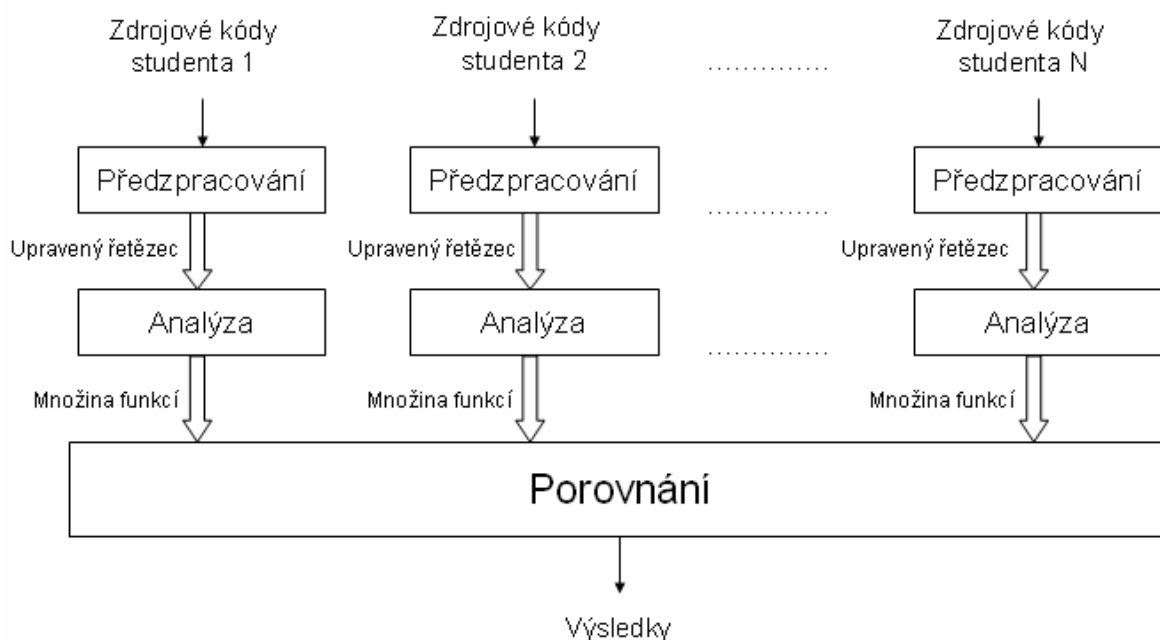 Zdrojové kódy
studenta 1
Zdrojové kódy
studenta 2
....................
Zdrojové kódy
studenta N
Předzpracování
Předzpracování
....................
Předzpracování
Upravený řetězec
Upravený řetězec
Upravený řetězec
Analýza
Analýza
....................
Analýza
Množina funkcí
Množina funkcí
Množina funkcí
Porovnání
Výsledky